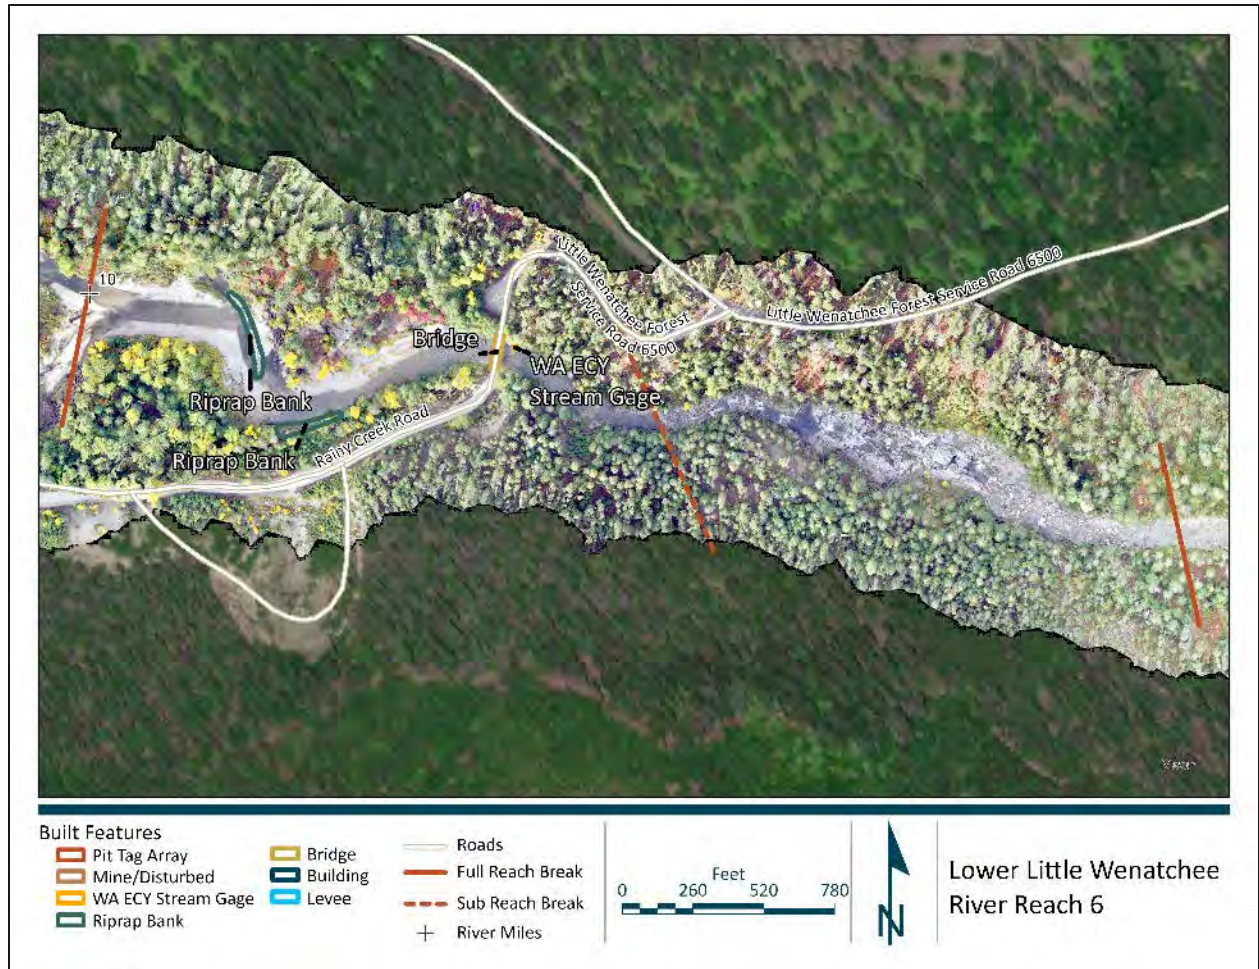 Little Wenatchee Forest
Service Road 6500
Little Wenatchee Forest Service Road 6500
10
Bridge
WA ECY
Stream Gage
Riprap Bank
Riprap Bank
Rainy Creek Road
Built Features
Pit Tag Array
Mine/Disturbed
WA ECY Stream Gage
Riprap Bank
Bridge
Building
Levee
Roads
Full Reach Break
Sub Reach Break
River Miles
Feet
0 260 520 780
N
Lower Little Wenatchee
River Reach 6